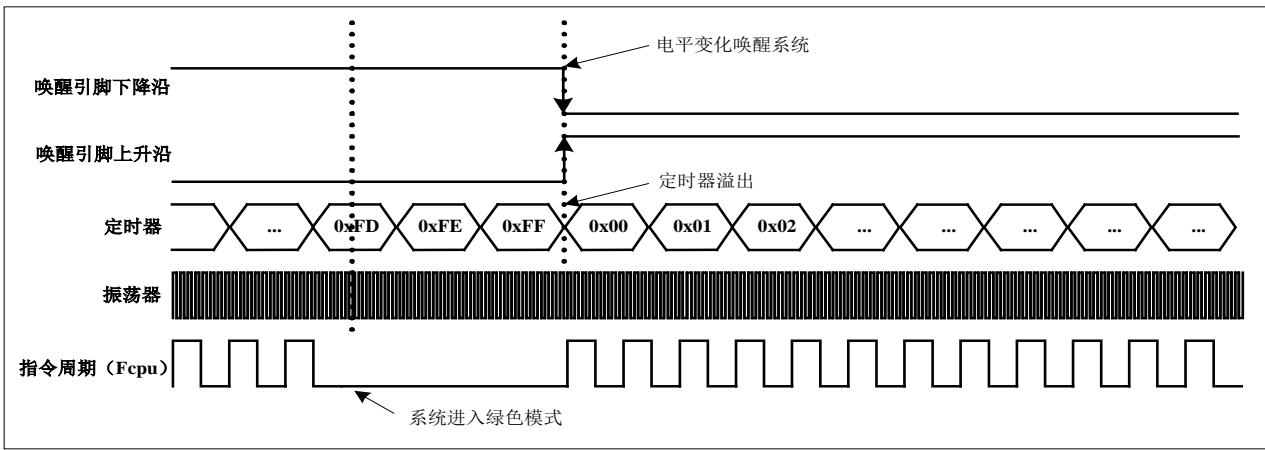 电平变化唤醒系统
唤醒引脚下降沿
唤醒引脚上升沿
定时器溢出
定时器 ... 0xFD 0xFE 0xFF 0x00 0x01 0x02 ... ... ... ... ...
振荡器
指令周期（Fcpu）
系统进入绿色模式